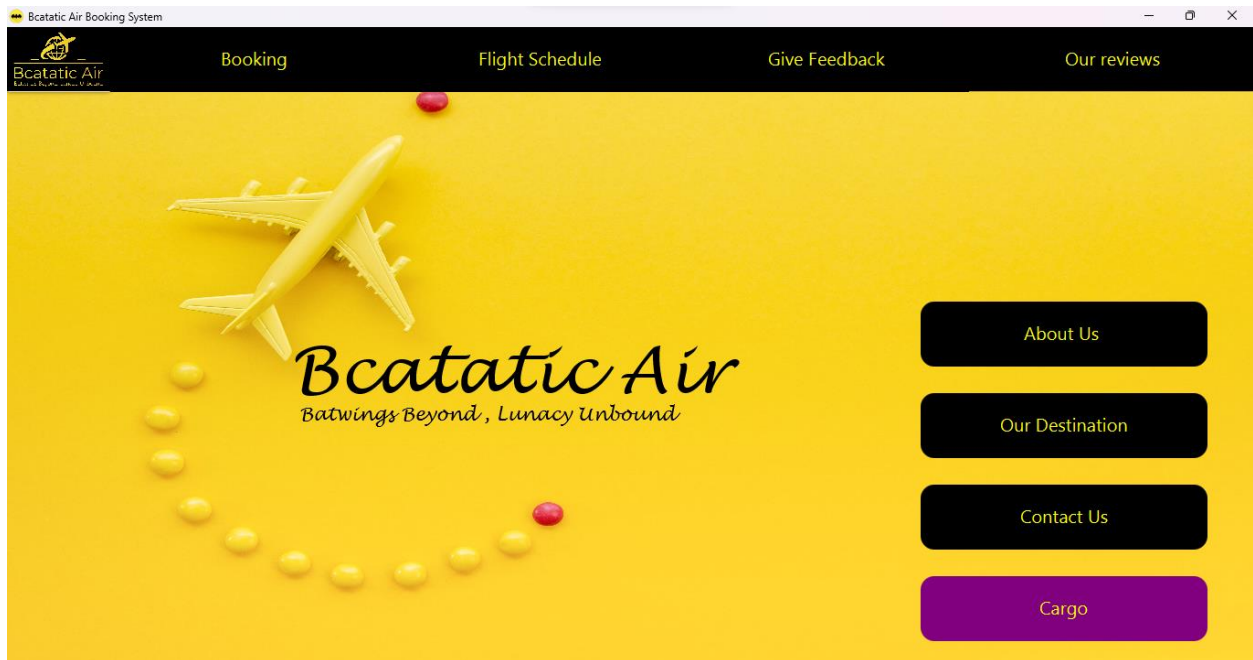 Bcatatic Air Booking System
Bcatatic Air
Booking
Flight Schedule
Give Feedback
Our reviews
Bcatatic Air
Batwings Beyond , Lunacy Unbound
About Us
Our Destination
Contact Us
Cargo